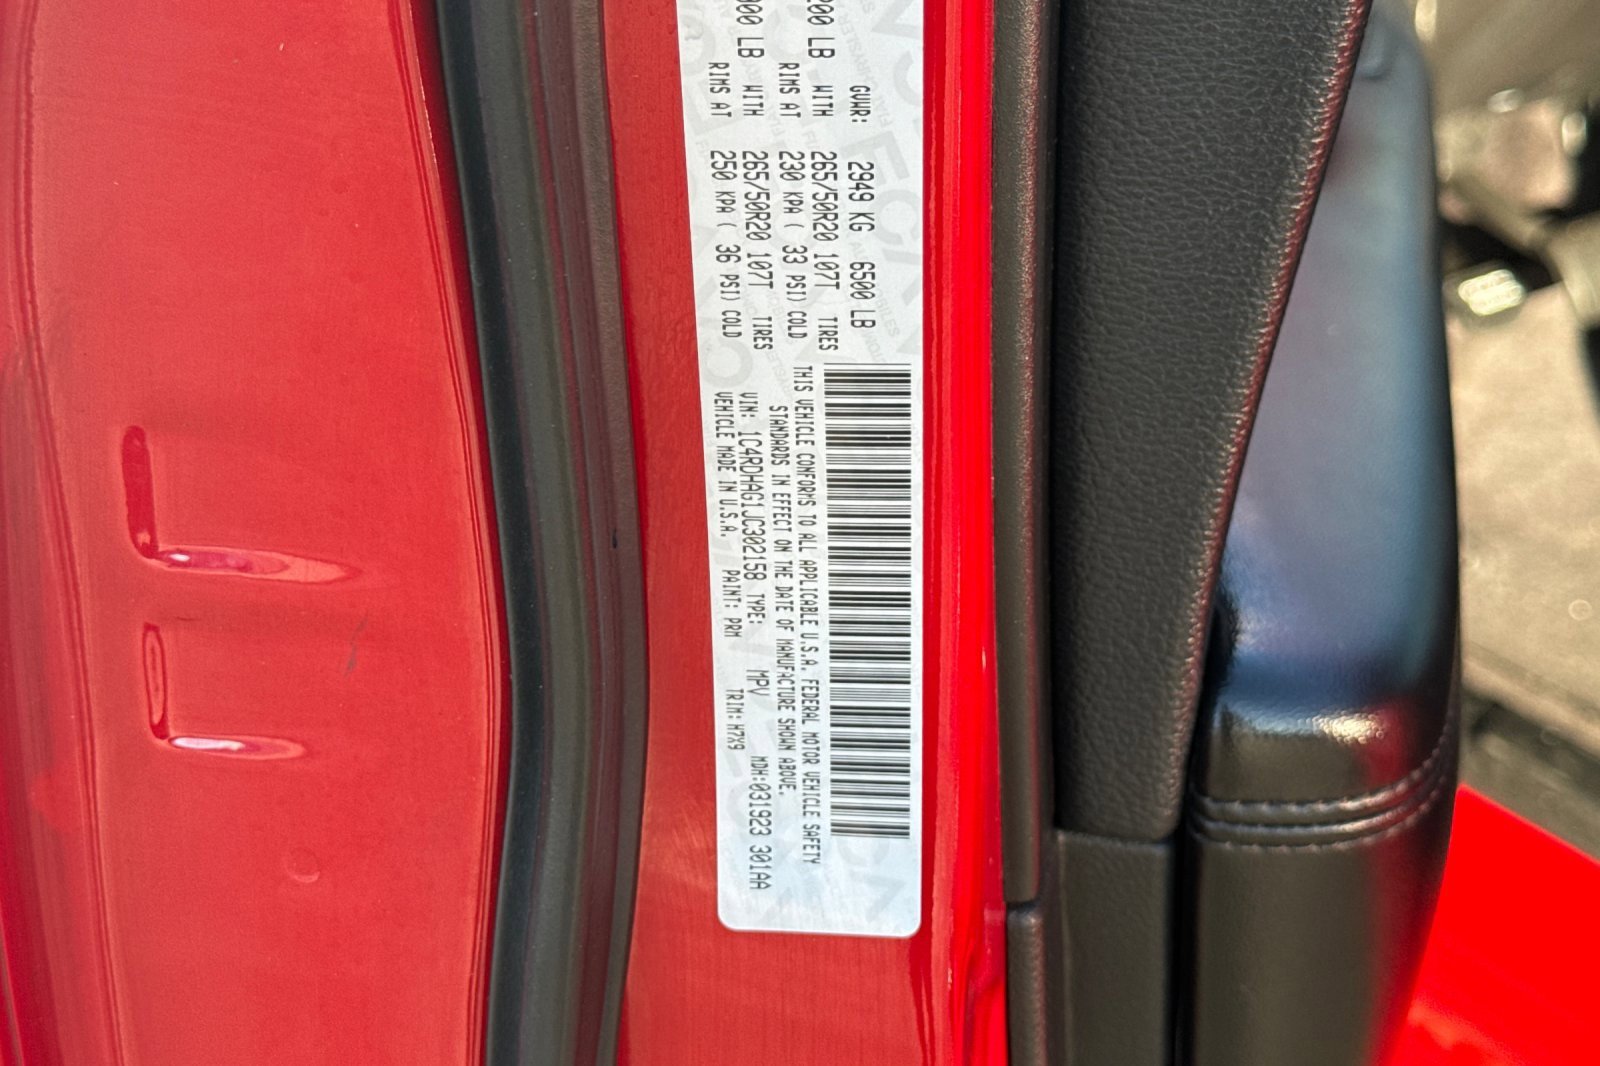 GVWR: 2949 KG 6500 LB
LB WITH 265/50R20 107T TIRES
RIMS AT 230 KPA ( 33 PSI) COLD
LB WITH 265/50R20 107T TIRES
RIMS AT 250 KPA ( 36 PSI) COLD
THIS VEHICLE CONFORMS TO ALL APPLICABLE U.S.A. FEDERAL MOTOR VEHICLE SAFETY
STANDARDS IN EFFECT ON THE DATE OF MANUFACTURE SHOWN ABOVE.
VIN: 1C4RDHAG1JC302158 TYPE: MPV MDH:031923 301AA
VEHICLE MADE IN U.S.A. PAINT: PRM TRIM: H7X9